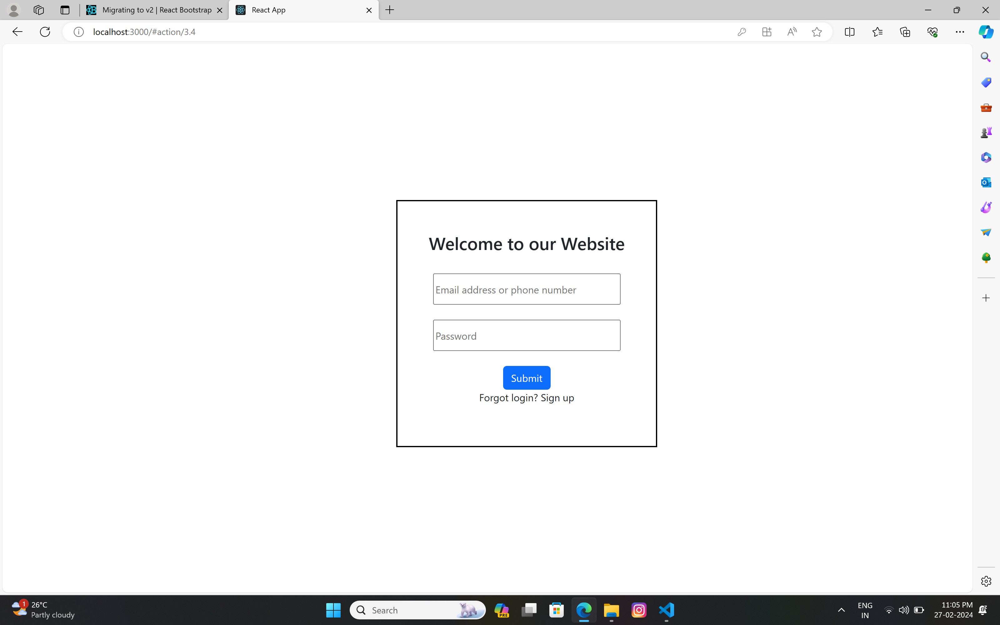 Migrating to v2 | React Bootstrap
React App
localhost:3000/#action/3.4
Welcome to our Website
Email address or phone number
Password
Submit
Forgot login? Sign up
1
26°C
Partly cloudy
Search
PRE
ENG
IN
11:05 PM
27-02-2024